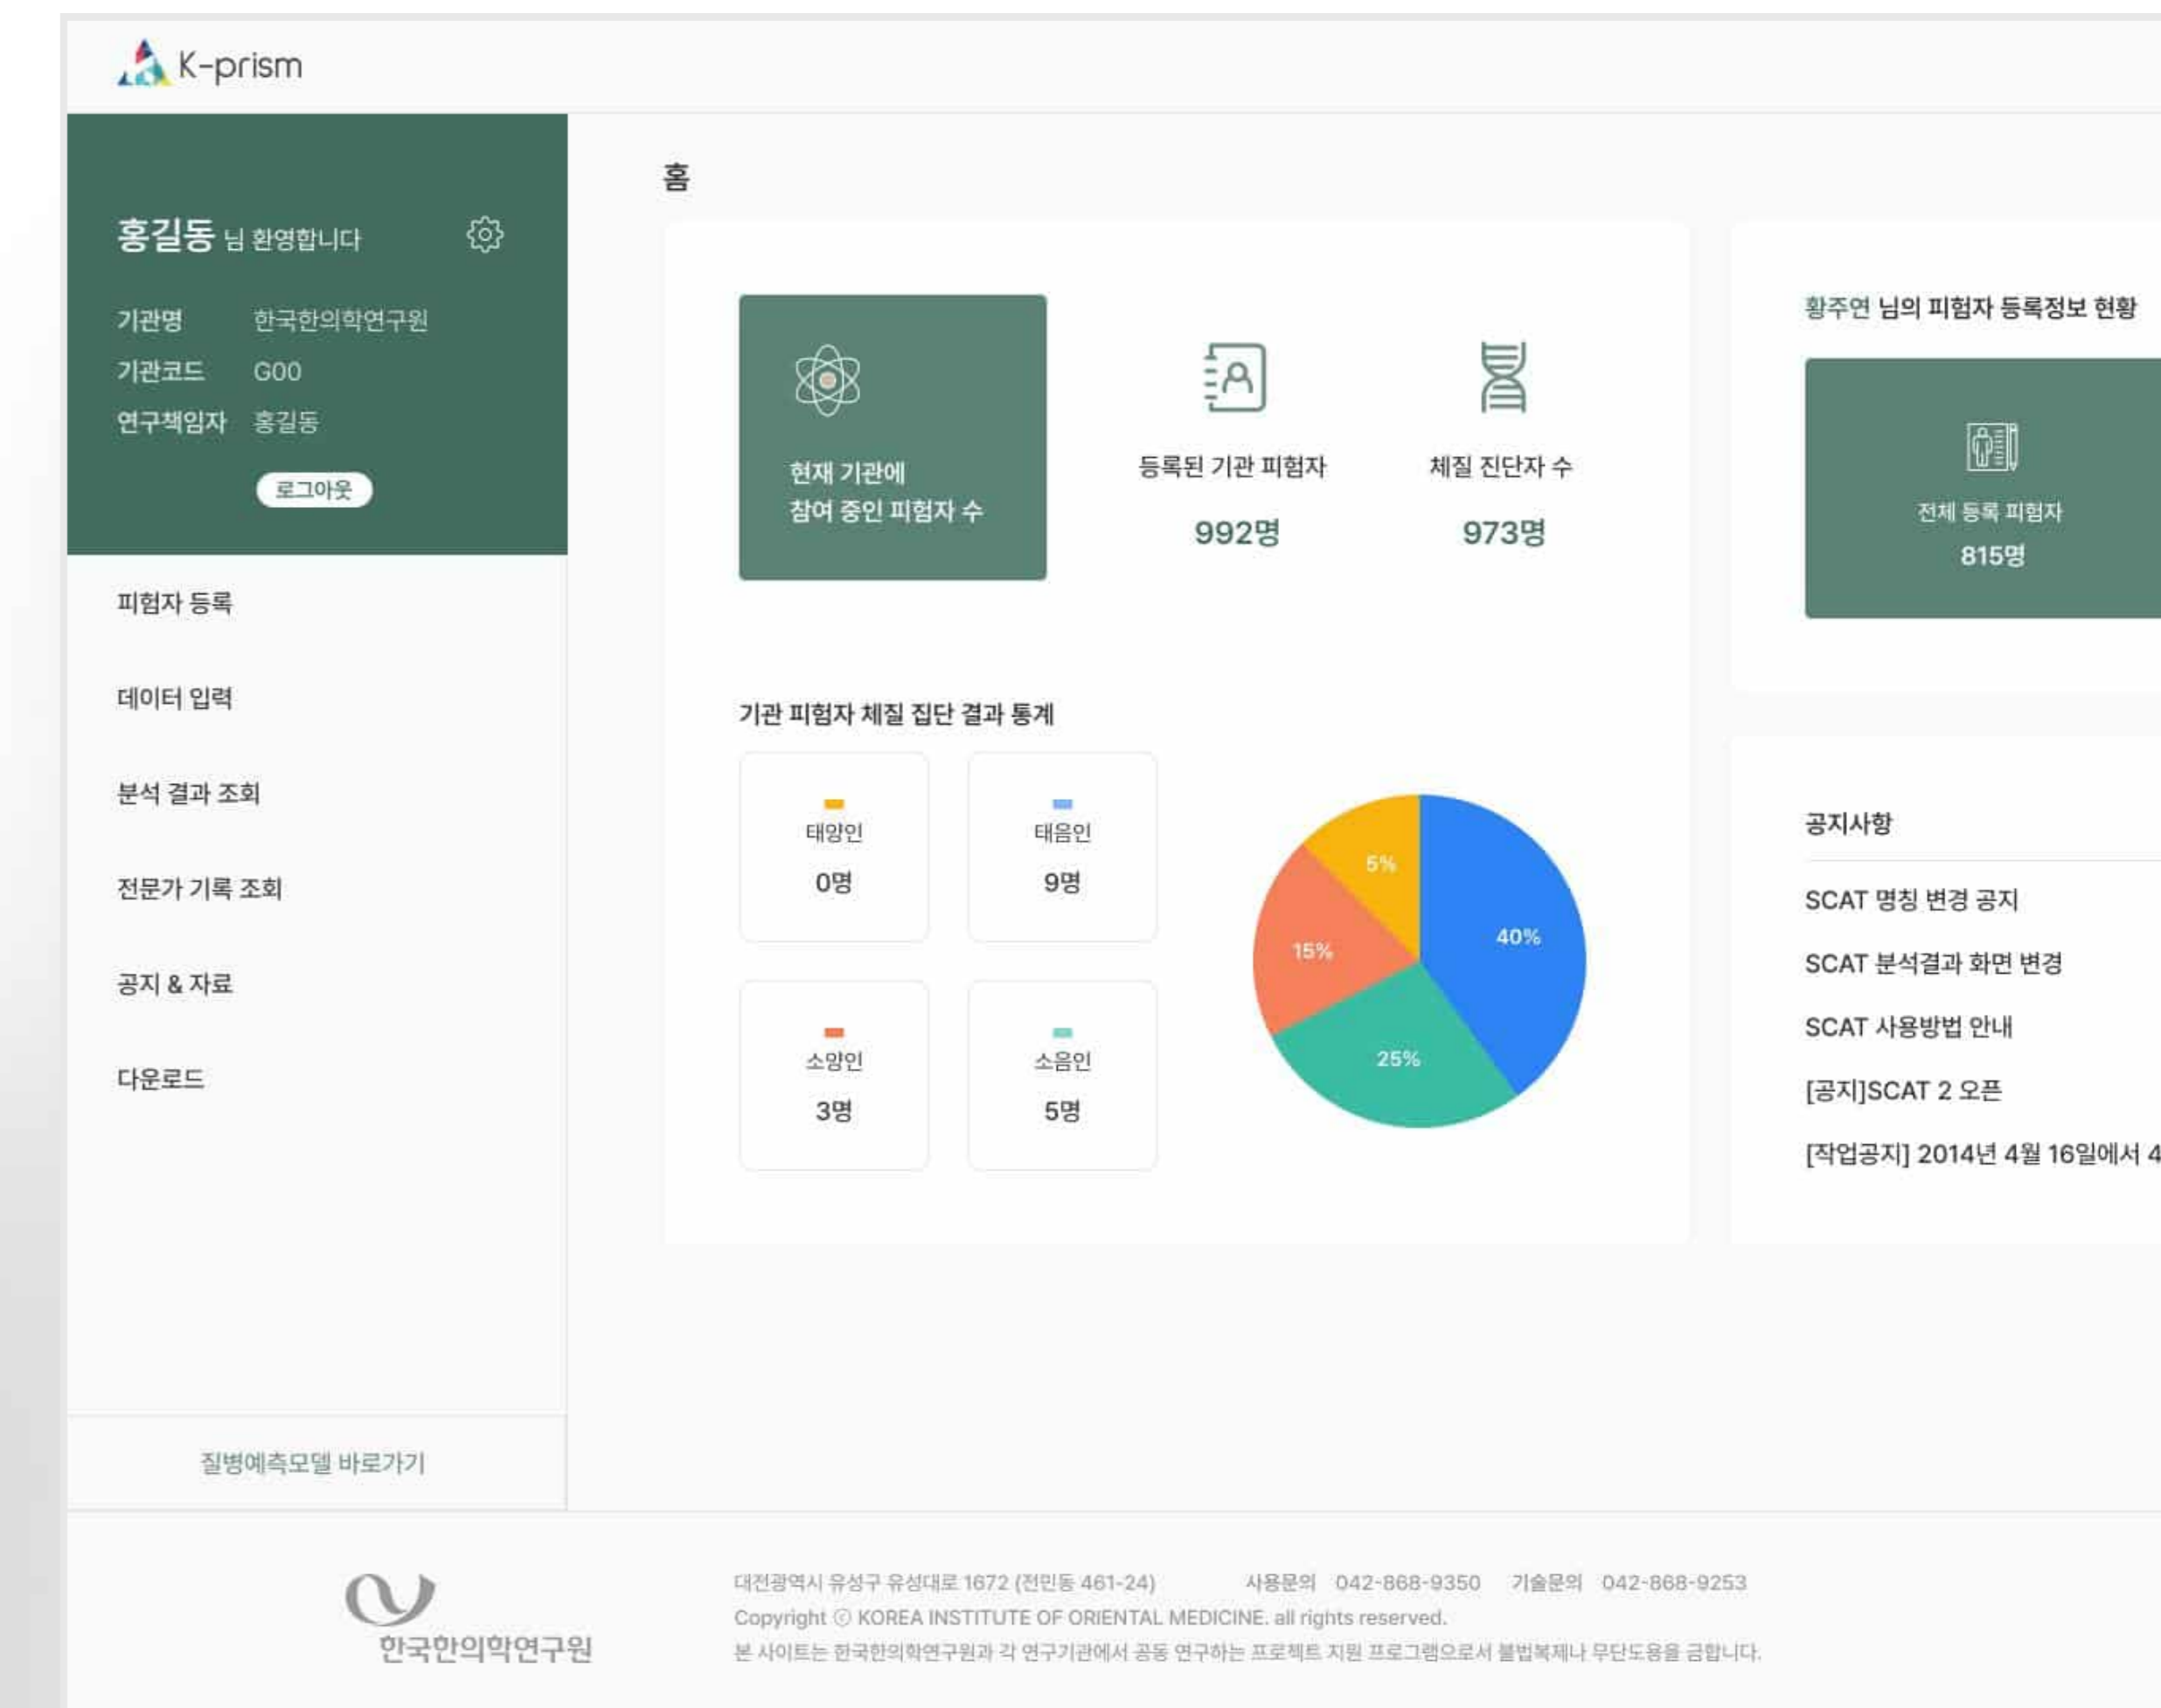 K-prism
홍길동 님 환영합니다
기관명 한국한의학연구원
기관코드 G00
연구책임자 홍길동
로그아웃
피험자 등록
데이터 입력
분석 결과 조회
전문가 기록 조회
공지 & 자료
다운로드
질병예측모델 바로가기
홈
현재 기관에
참여 중인 피험자 수
등록된 기관 피험자
992명
체질 진단자 수
973명
기관 피험자 체질 집단 결과 통계
태양인
0명
태음인
9명
소양인
3명
소음인
5명
5%
40%
15%
25%
황주연 님의 피험자 등록정보 현황
전체 등록 피험자
815명
공지사항
SCAT 명칭 변경 공지
SCAT 분석결과 화면 변경
SCAT 사용방법 안내
[공지]SCAT 2 오픈
[작업공지] 2014년 4월 16일에서 4
한국한의학연구원
대전광역시 유성구 유성대로 1672 (전민동 461-24) 사용문의 042-868-9350 기술문의 042-868-9253
Copyright ⓒ KOREA INSTITUTE OF ORIENTAL MEDICINE. all rights reserved.
본 사이트는 한국한의학연구원과 각 연구기관에서 공동 연구하는 프로젝트 지원 프로그램으로서 불법복제나 무단도용을 금합니다.